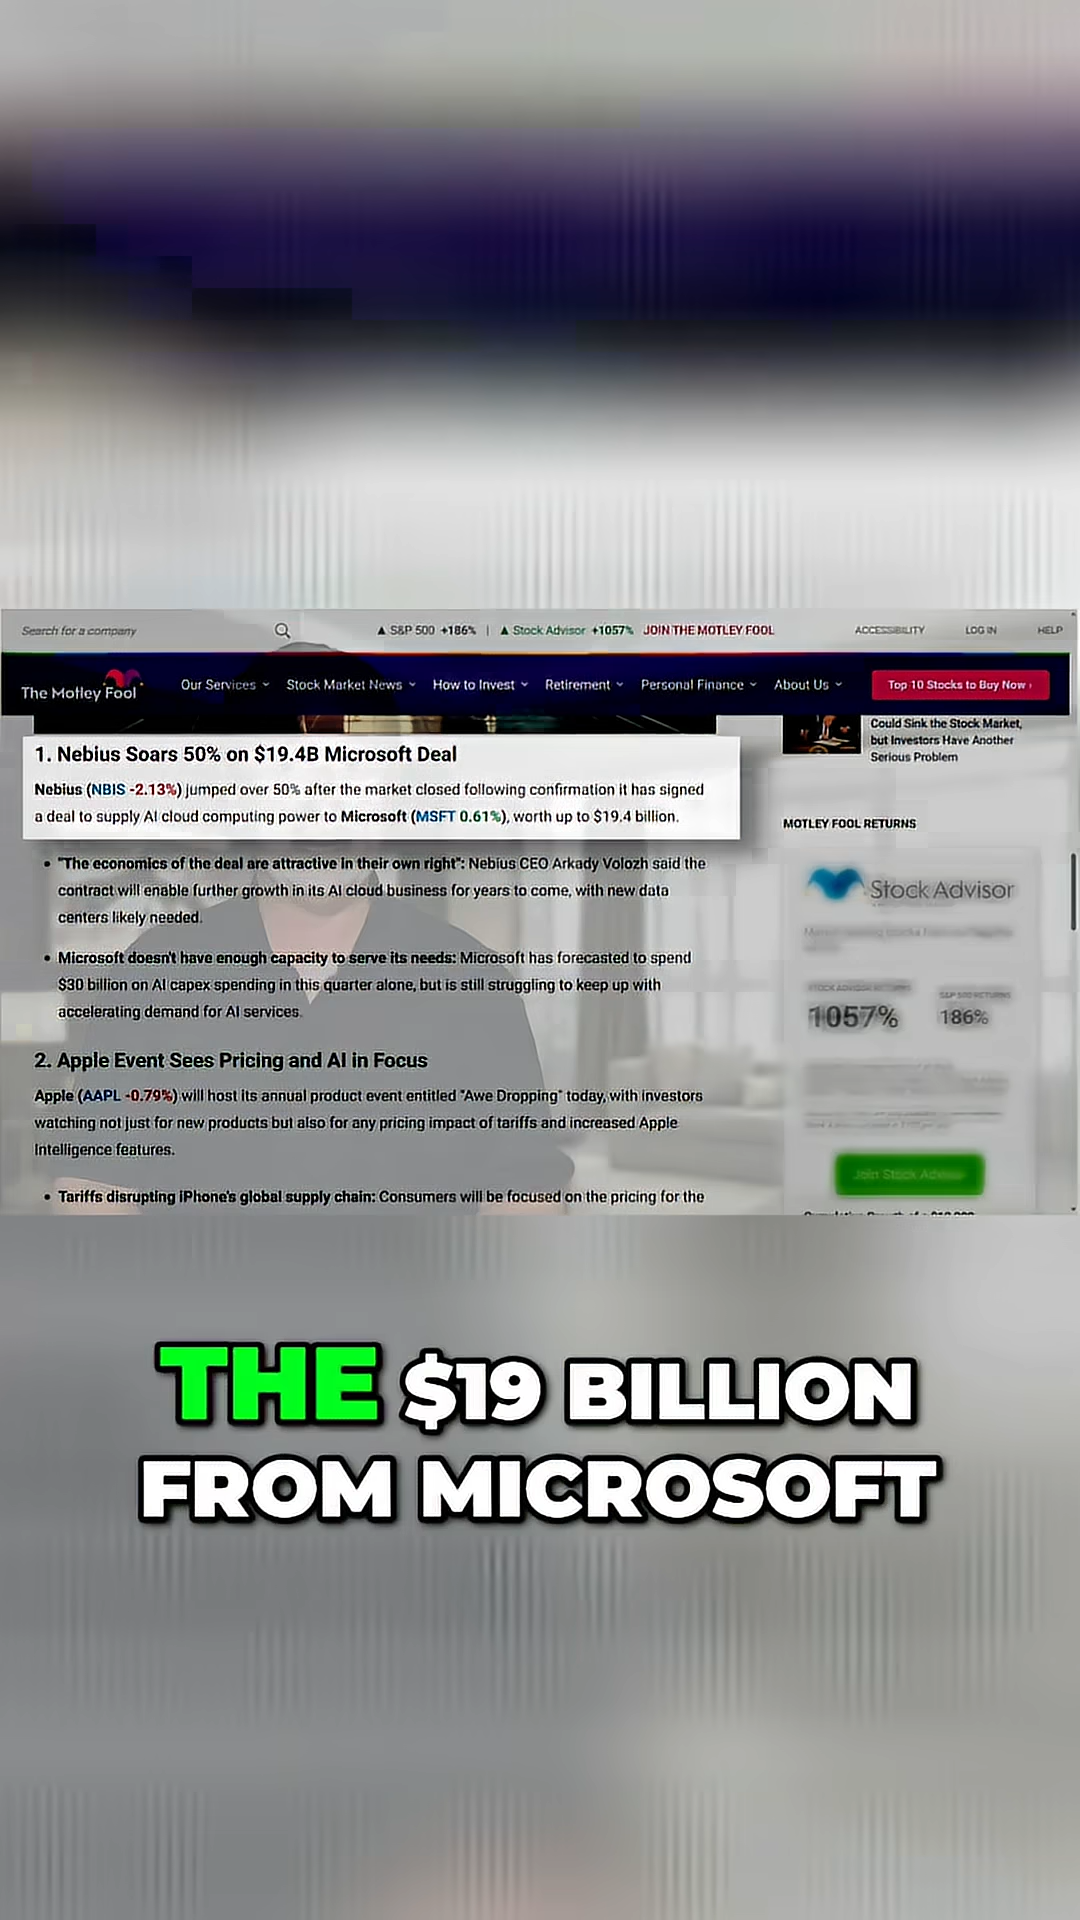 Search for a company
▲ S&P 500 +186% | ▲ Stock Advisor +1057% JOIN THE MOTLEY FOOL
ACCESSIBILITY LOG IN HELP
The Motley Fool
Our Services Stock Market News How to Invest Retirement Personal Finance About Us
Top 10 Stocks to Buy Now ›
1. Nebius Soars 50% on $19.4B Microsoft Deal
Nebius (NBIS -2.13%) jumped over 50% after the market closed following confirmation it has signed
a deal to supply AI cloud computing power to Microsoft (MSFT 0.61%), worth up to $19.4 billion.
• "The economics of the deal are attractive in their own right": Nebius CEO Arkady Volozh said the
contract will enable further growth in its AI cloud business for years to come, with new data
centers likely needed.
• Microsoft doesn't have enough capacity to serve its needs: Microsoft has forecasted to spend
$30 billion on AI capex spending in this quarter alone, but is still struggling to keep up with
accelerating demand for AI services.
2. Apple Event Sees Pricing and AI in Focus
Apple (AAPL -0.79%) will host its annual product event entitled "Awe Dropping" today, with investors
watching not just for new products but also for any pricing impact of tariffs and increased Apple
Intelligence features.
• Tariffs disrupting iPhone's global supply chain: Consumers will be focused on the pricing for the
Could Sink the Stock Market,
but Investors Have Another
Serious Problem
MOTLEY FOOL RETURNS
Stock Advisor
STOCK ADVISOR RETURNS S&P 500 RETURNS
1057% 186%
Join Stock Advisor
THE $19 BILLION
FROM MICROSOFT